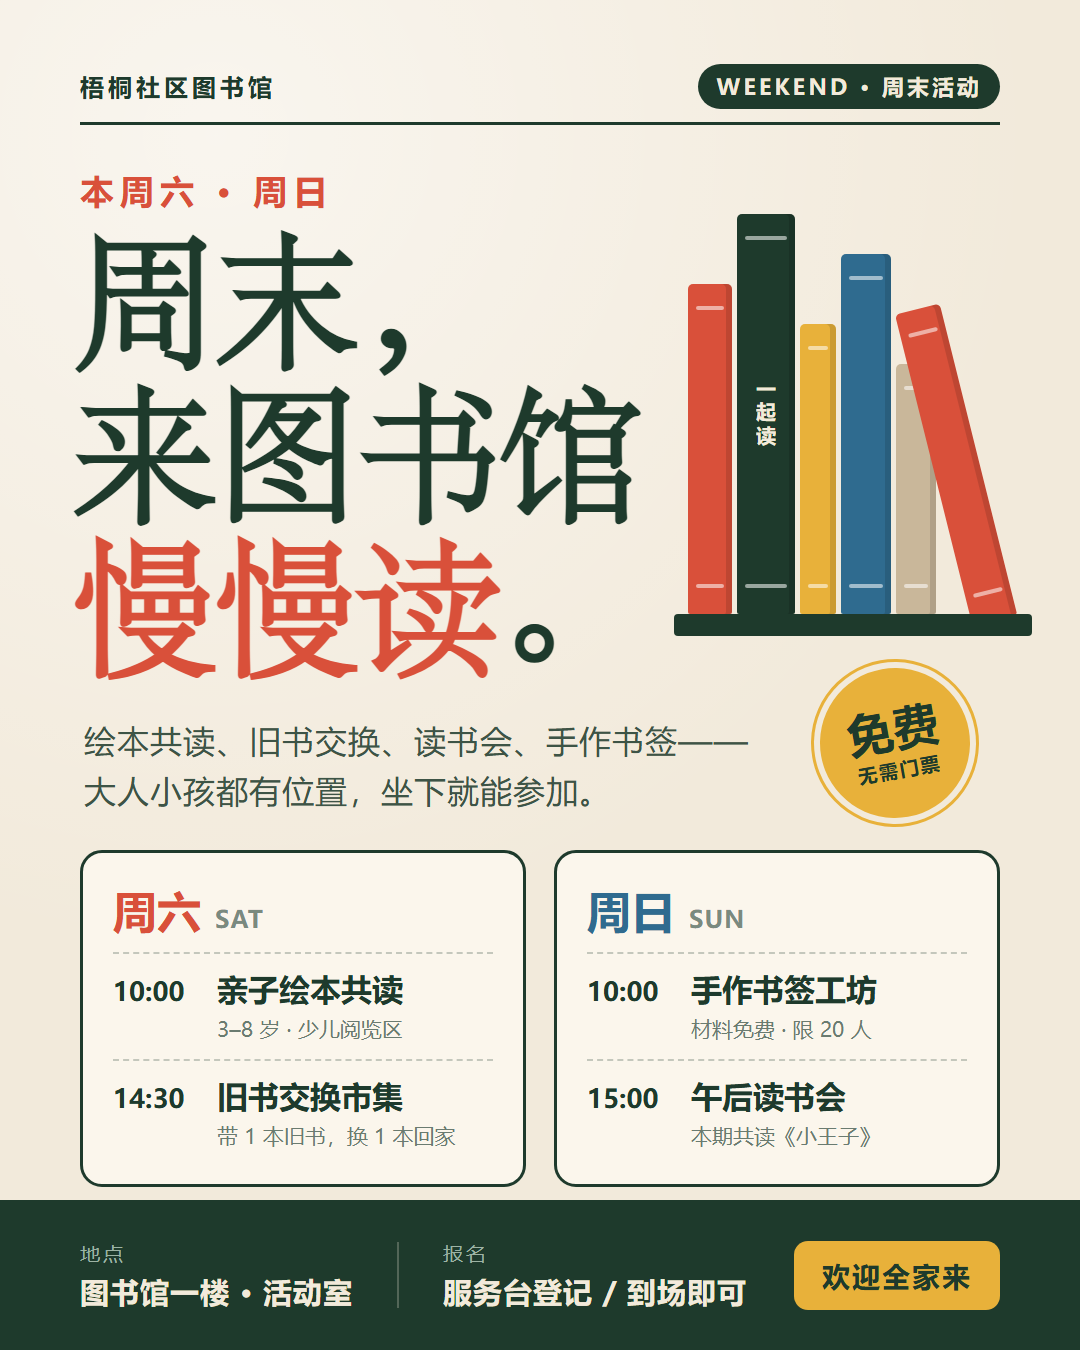 梧桐社区图书馆
WEEKEND · 周末活动
本周六 · 周日
周末，
来图书馆
慢慢读。
一起读
绘本共读、旧书交换、读书会、手作书签——
大人小孩都有位置，坐下就能参加。
免费
无需门票
周六 SAT
10:00 亲子绘本共读
3–8 岁 · 少儿阅览区
14:30 旧书交换市集
带 1 本旧书，换 1 本回家
周日 SUN
10:00 手作书签工坊
材料免费 · 限 20 人
15:00 午后读书会
本期共读《小王子》
地点
图书馆一楼 · 活动室
报名
服务台登记 / 到场即可
欢迎全家来